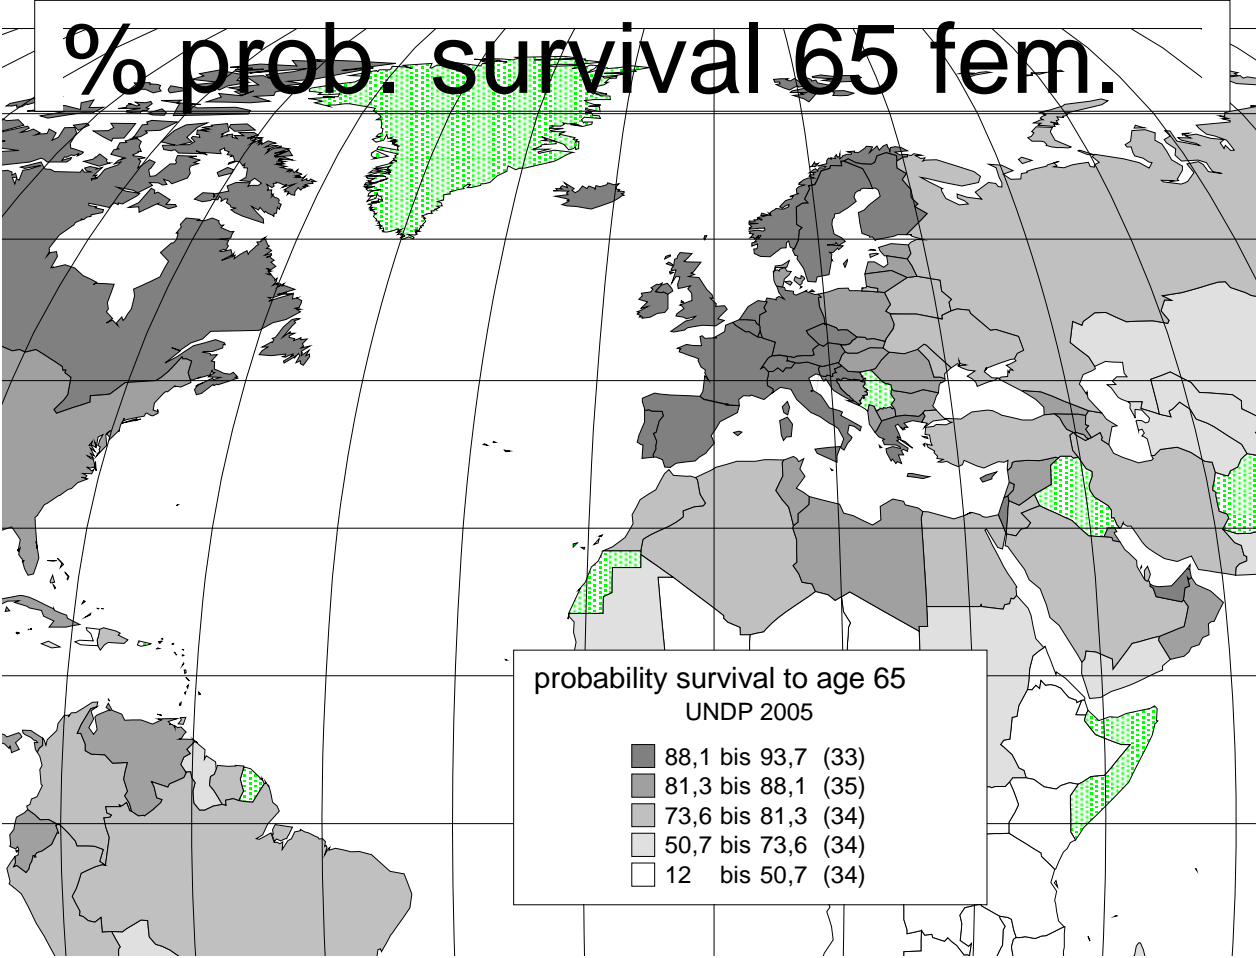 % prob. survival 65 fem.
probability survival to age 65
UNDP 2005
88,1 bis 93,7 (33)
81,3 bis 88,1 (35)
73,6 bis 81,3 (34)
50,7 bis 73,6 (34)
12 bis 50,7 (34)